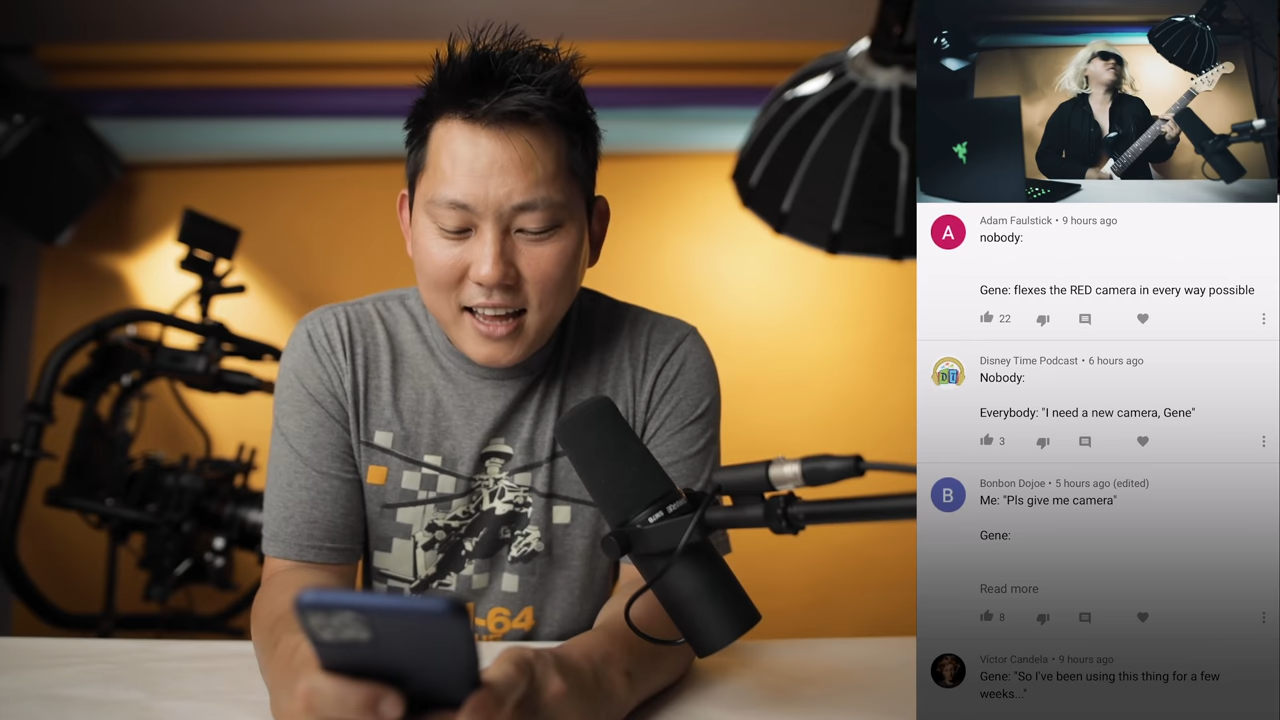 Adam Faulstick • 9 hours ago
A
nobody:
Gene: flexes the RED camera in every way possible
22
Disney Time Podcast • 6 hours ago
Nobody:
Everybody: "I need a new camera, Gene"
3
Bonbon Dojoe • 5 hours ago (edited)
B
Me: "Pls give me camera"
Gene:
Read more
8
Victor Candela • 9 hours ago
Gene: "So I've been using this thing for a few
weeks..."
-64